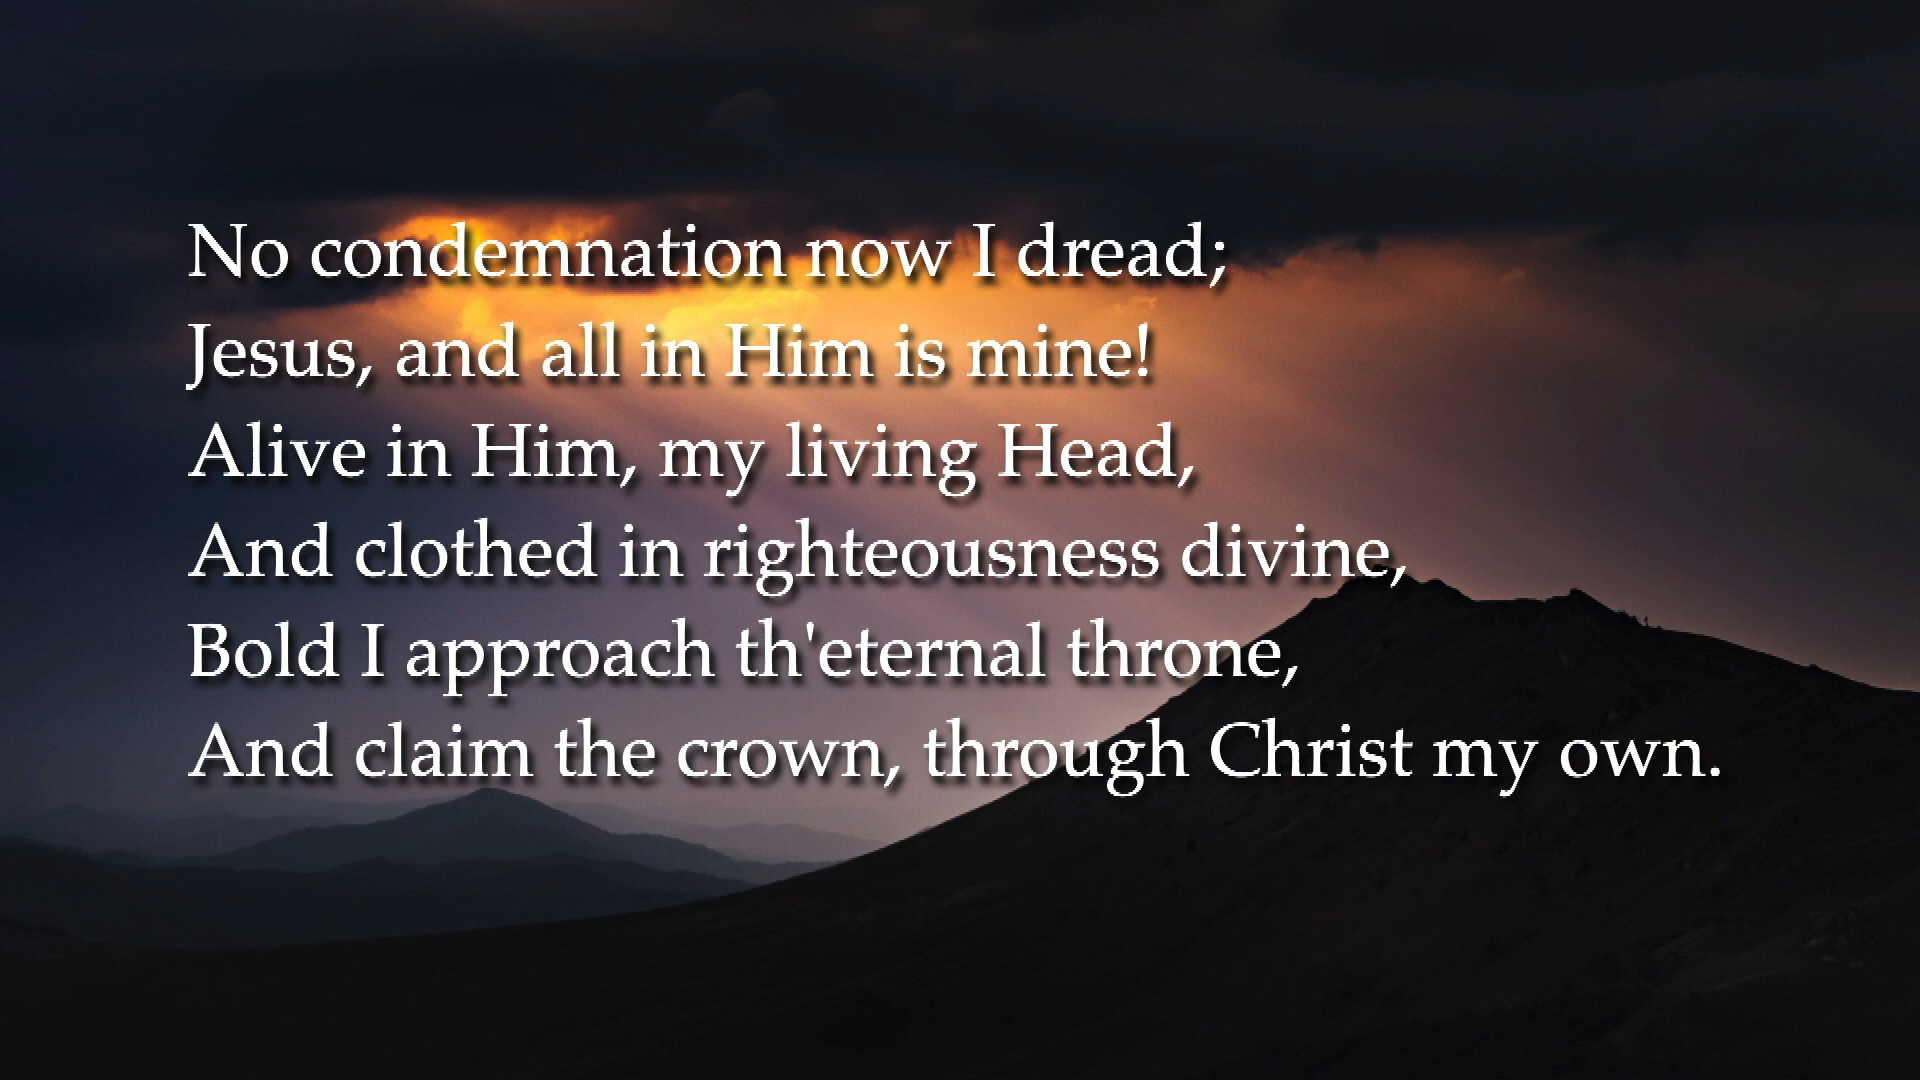 No condemnation now I dread;
Jesus, and all in Him is mine!
Alive in Him, my living Head,
And clothed in righteousness divine,
Bold I approach th'eternal throne,
And claim the crown, through Christ my own.